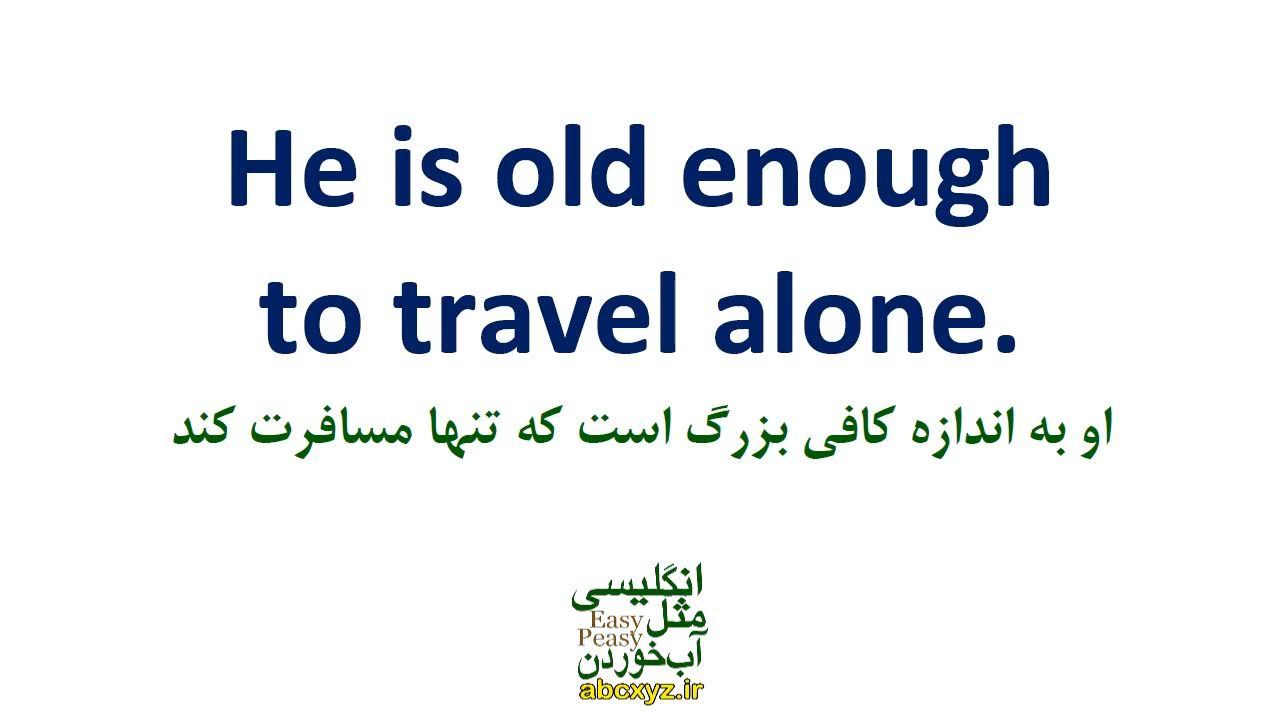 He is old enough
to travel alone.
او به اندازه کافی بزرگ است که تنها مسافرت کند
انگلیسی
مثل
Easy
Peasy
آب‌خوردن
abcxyz.ir